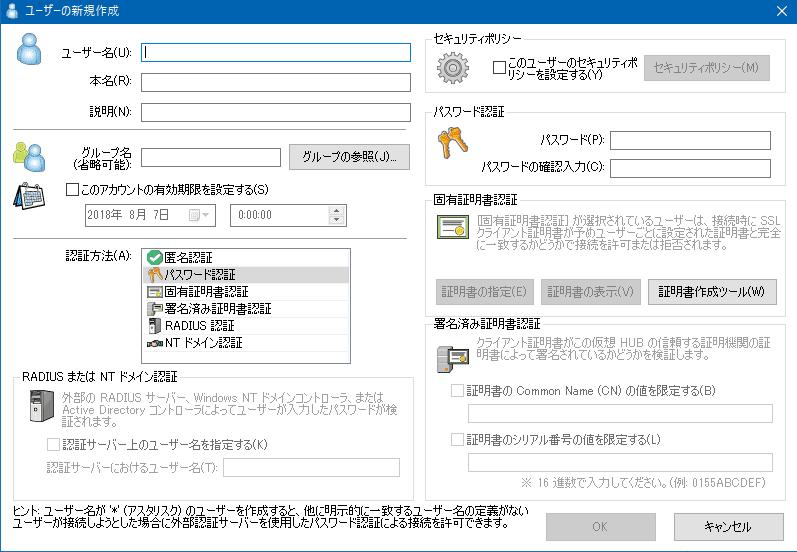 ユーザーの新規作成
ユーザー名(U):
本名(R):
説明(N):
グループ名
(省略可能):
グループの参照(J)...
このアカウントの有効期限を設定する(S)
2018年 8月 7日
0:00:00
認証方法(A):
匿名認証
パスワード認証
固有証明書認証
署名済み証明書認証
RADIUS 認証
NT ドメイン認証
RADIUS または NT ドメイン認証
外部の RADIUS サーバー、Windows NT ドメインコントローラ、または
Active Directory コントローラによってユーザーが入力したパスワードが検
証されます。
認証サーバー上のユーザー名を指定する(K)
認証サーバーにおけるユーザー名(T):
ヒント: ユーザー名が '*' (アスタリスク) のユーザーを作成すると、他に明示的に一致するユーザー名の定義がない
ユーザーが接続しようとした場合に外部認証サーバーを使用したパスワード認証による接続を許可できます。
セキュリティポリシー
このユーザーのセキュリティポ
リシーを設定する(Y)
セキュリティポリシー(M)
パスワード認証
パスワード(P):
パスワードの確認入力(C):
固有証明書認証
[固有証明書認証] が選択されているユーザーは、接続時に SSL
クライアント証明書が予めユーザーごとに設定された証明書と完全
に一致するかどうかで接続を許可または拒否されます。
証明書の指定(E)
証明書の表示(V)
証明書作成ツール(W)
署名済み証明書認証
クライアント証明書がこの仮想 HUB の信頼する証明機関の証
明書によって署名されているかどうかを検証します。
証明書の Common Name (CN) の値を限定する(B)
証明書のシリアル番号の値を限定する(L)
※ 16 進数で入力してください。(例: 0155ABCDEF)
OK
キャンセル